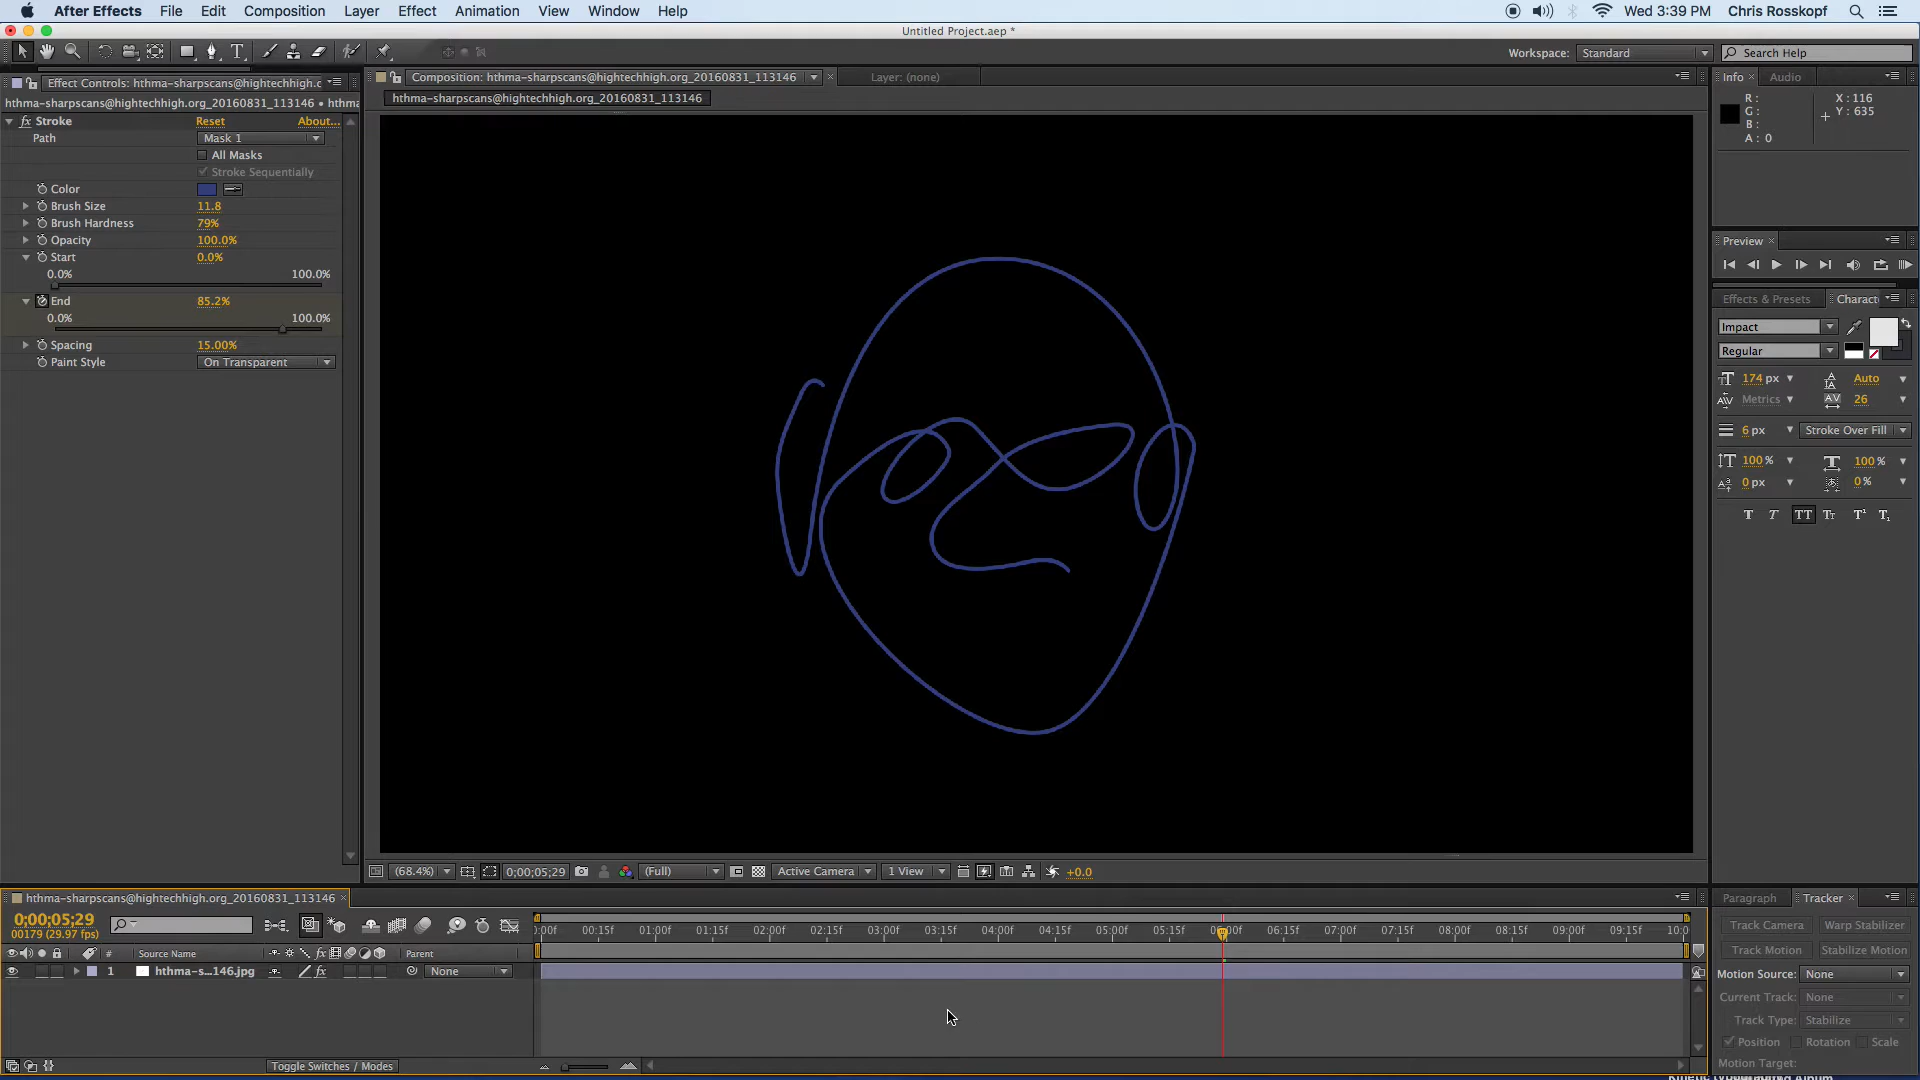 After Effects File Edit Composition Layer Effect Animation View Window Help Wed 3:39 PM Chris Rosskopf
Untitled Project.aep *
Workspace: Standard Search Help
Effect Controls: hthma-sharpscans@hightechhigh.c
hthma-sharpscans@hightechhigh.org_20160831_113146 • hthma
Stroke Reset About...
Path Mask 1
All Masks
Stroke Sequentially
Color
Brush Size 11.8
Brush Hardness 79%
Opacity 100.0%
Start 0.0%
0.0% 100.0%
End 85.2%
0.0% 100.0%
Spacing 15.00%
Paint Style On Transparent
Composition: hthma-sharpscans@hightechhigh.org_20160831_113146 Layer: (none)
hthma-sharpscans@hightechhigh.org_20160831_113146
(68.4%) 0;00;05;29 (Full) Active Camera 1 View +0.0
Info Audio
R: X: 116
G: Y: 635
B:
A: 0
Preview
Effects & Presets Charact
Impact
Regular
174 px Auto
Metrics 26
6 px Stroke Over Fill
100 % 100 %
0 px 0 %
T T TT Tt T¹ T₁
hthma-sharpscans@hightechhigh.org_20160831_113146
0;00;05;29
00179 (29.97 fps)
# Source Name Parent
1 hthma-s...146.jpg None
0:00f 00:15f 01:00f 01:15f 02:00f 02:15f 03:00f 03:15f 04:00f 04:15f 05:00f 05:15f 06:00f 06:15f 07:00f 07:15f 08:00f 08:15f 09:00f 09:15f 10:0
Toggle Switches / Modes
Paragraph Tracker
Track Camera Warp Stabilizer
Track Motion Stabilize Motion
Motion Source: None
Current Track: None
Track Type: Stabilize
Position Rotation Scale
Motion Target: